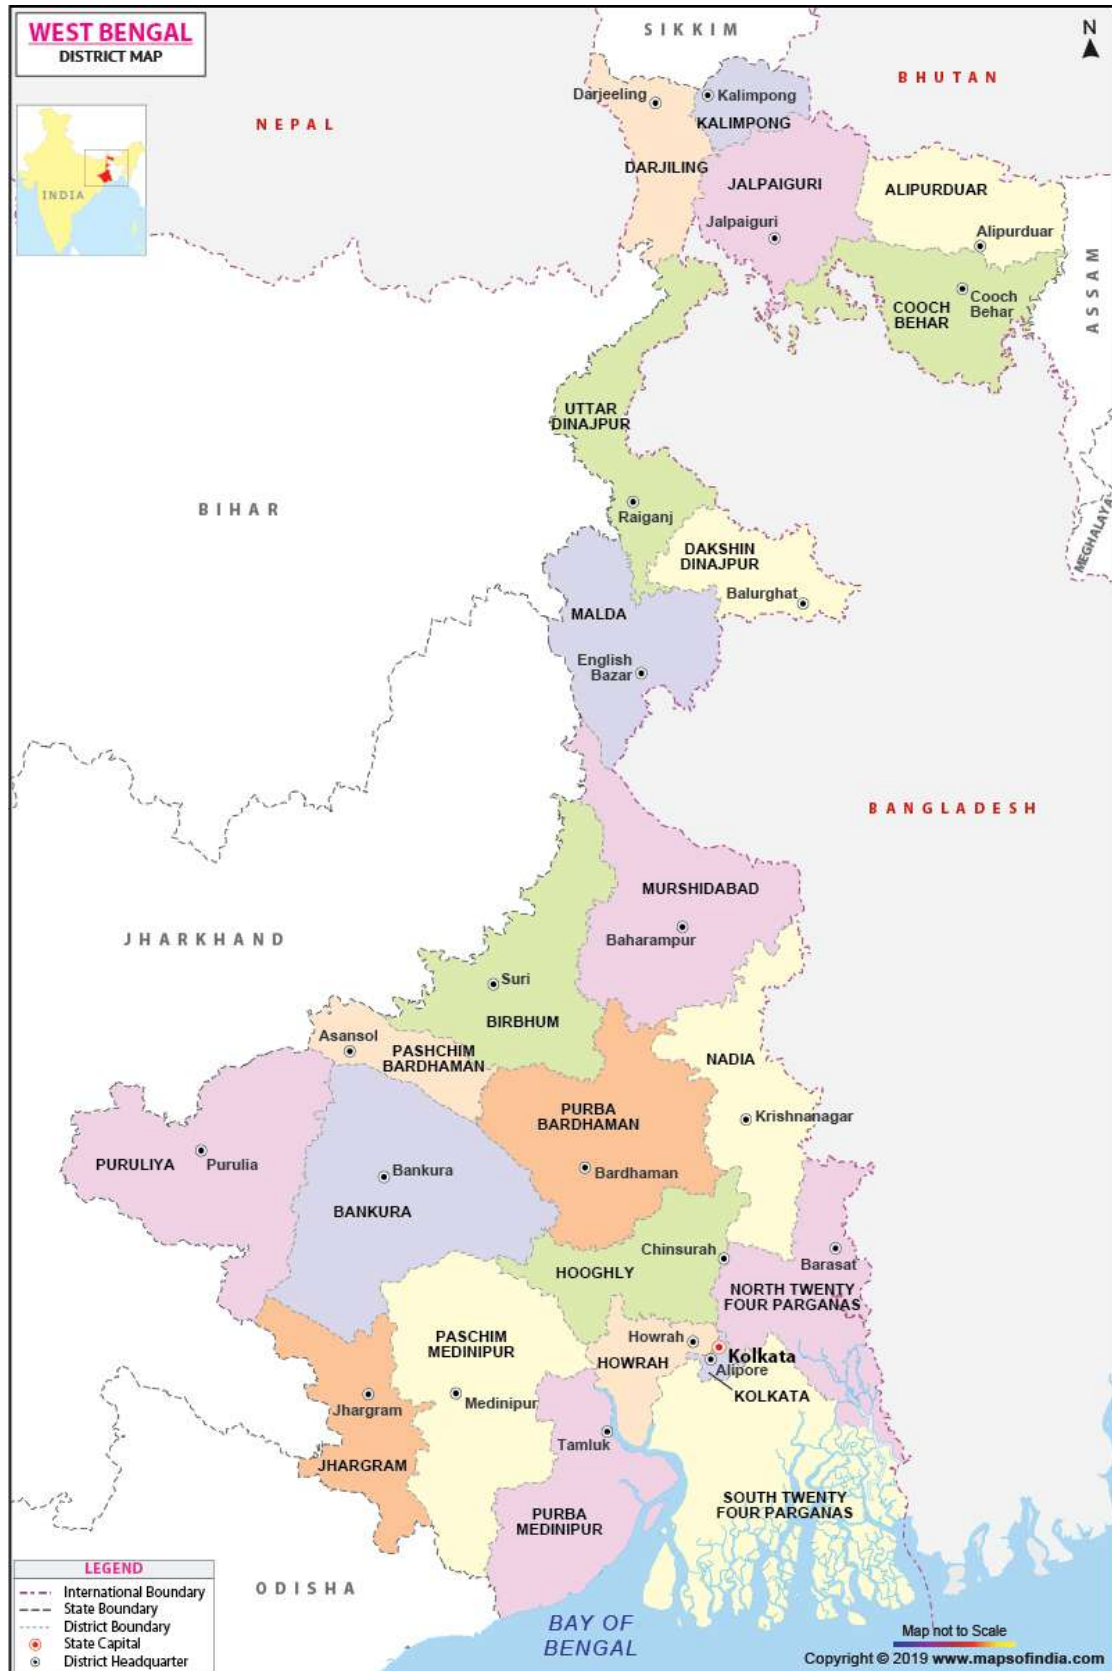 WEST BENGAL
DISTRICT MAP
N
SIKKIM
BHUTAN
NEPAL
INDIA
Darjeeling
Kalimpong
KALIMPONG
DARJILING
JALPAIGURI
ALIPURDUAR
Jalpaiguri
Alipurduar
ASSAM
Cooch
Behar
COOCH
BEHAR
UTTAR
DINAJPUR
BIHAR
Raiganj
MEGHALAYA
DAKSHIN
DINAJPUR
Balurghat
MALDA
English
Bazar
BANGLADESH
MURSHIDABAD
Baharampur
JHARKHAND
Suri
BIRBHUM
Asansol
PASHCHIM
BARDHAMAN
NADIA
PURBA
BARDHAMAN
Krishnanagar
PURULIYA
Purulia
Bankura
Bardhaman
BANKURA
Chinsurah
Barasat
HOOGHLY
NORTH TWENTY
FOUR PARGANAS
PASCHIM
MEDINIPUR
Howrah
Kolkata
HOWRAH
Alipore
KOLKATA
Jhargram
Medinipur
Tamluk
JHARGRAM
SOUTH TWENTY
FOUR PARGANAS
PURBA
MEDINIPUR
ODISHA
BAY OF
BENGAL
LEGEND
International Boundary
State Boundary
District Boundary
State Capital
District Headquarter
Map not to Scale
Copyright © 2019 www.mapsofindia.com